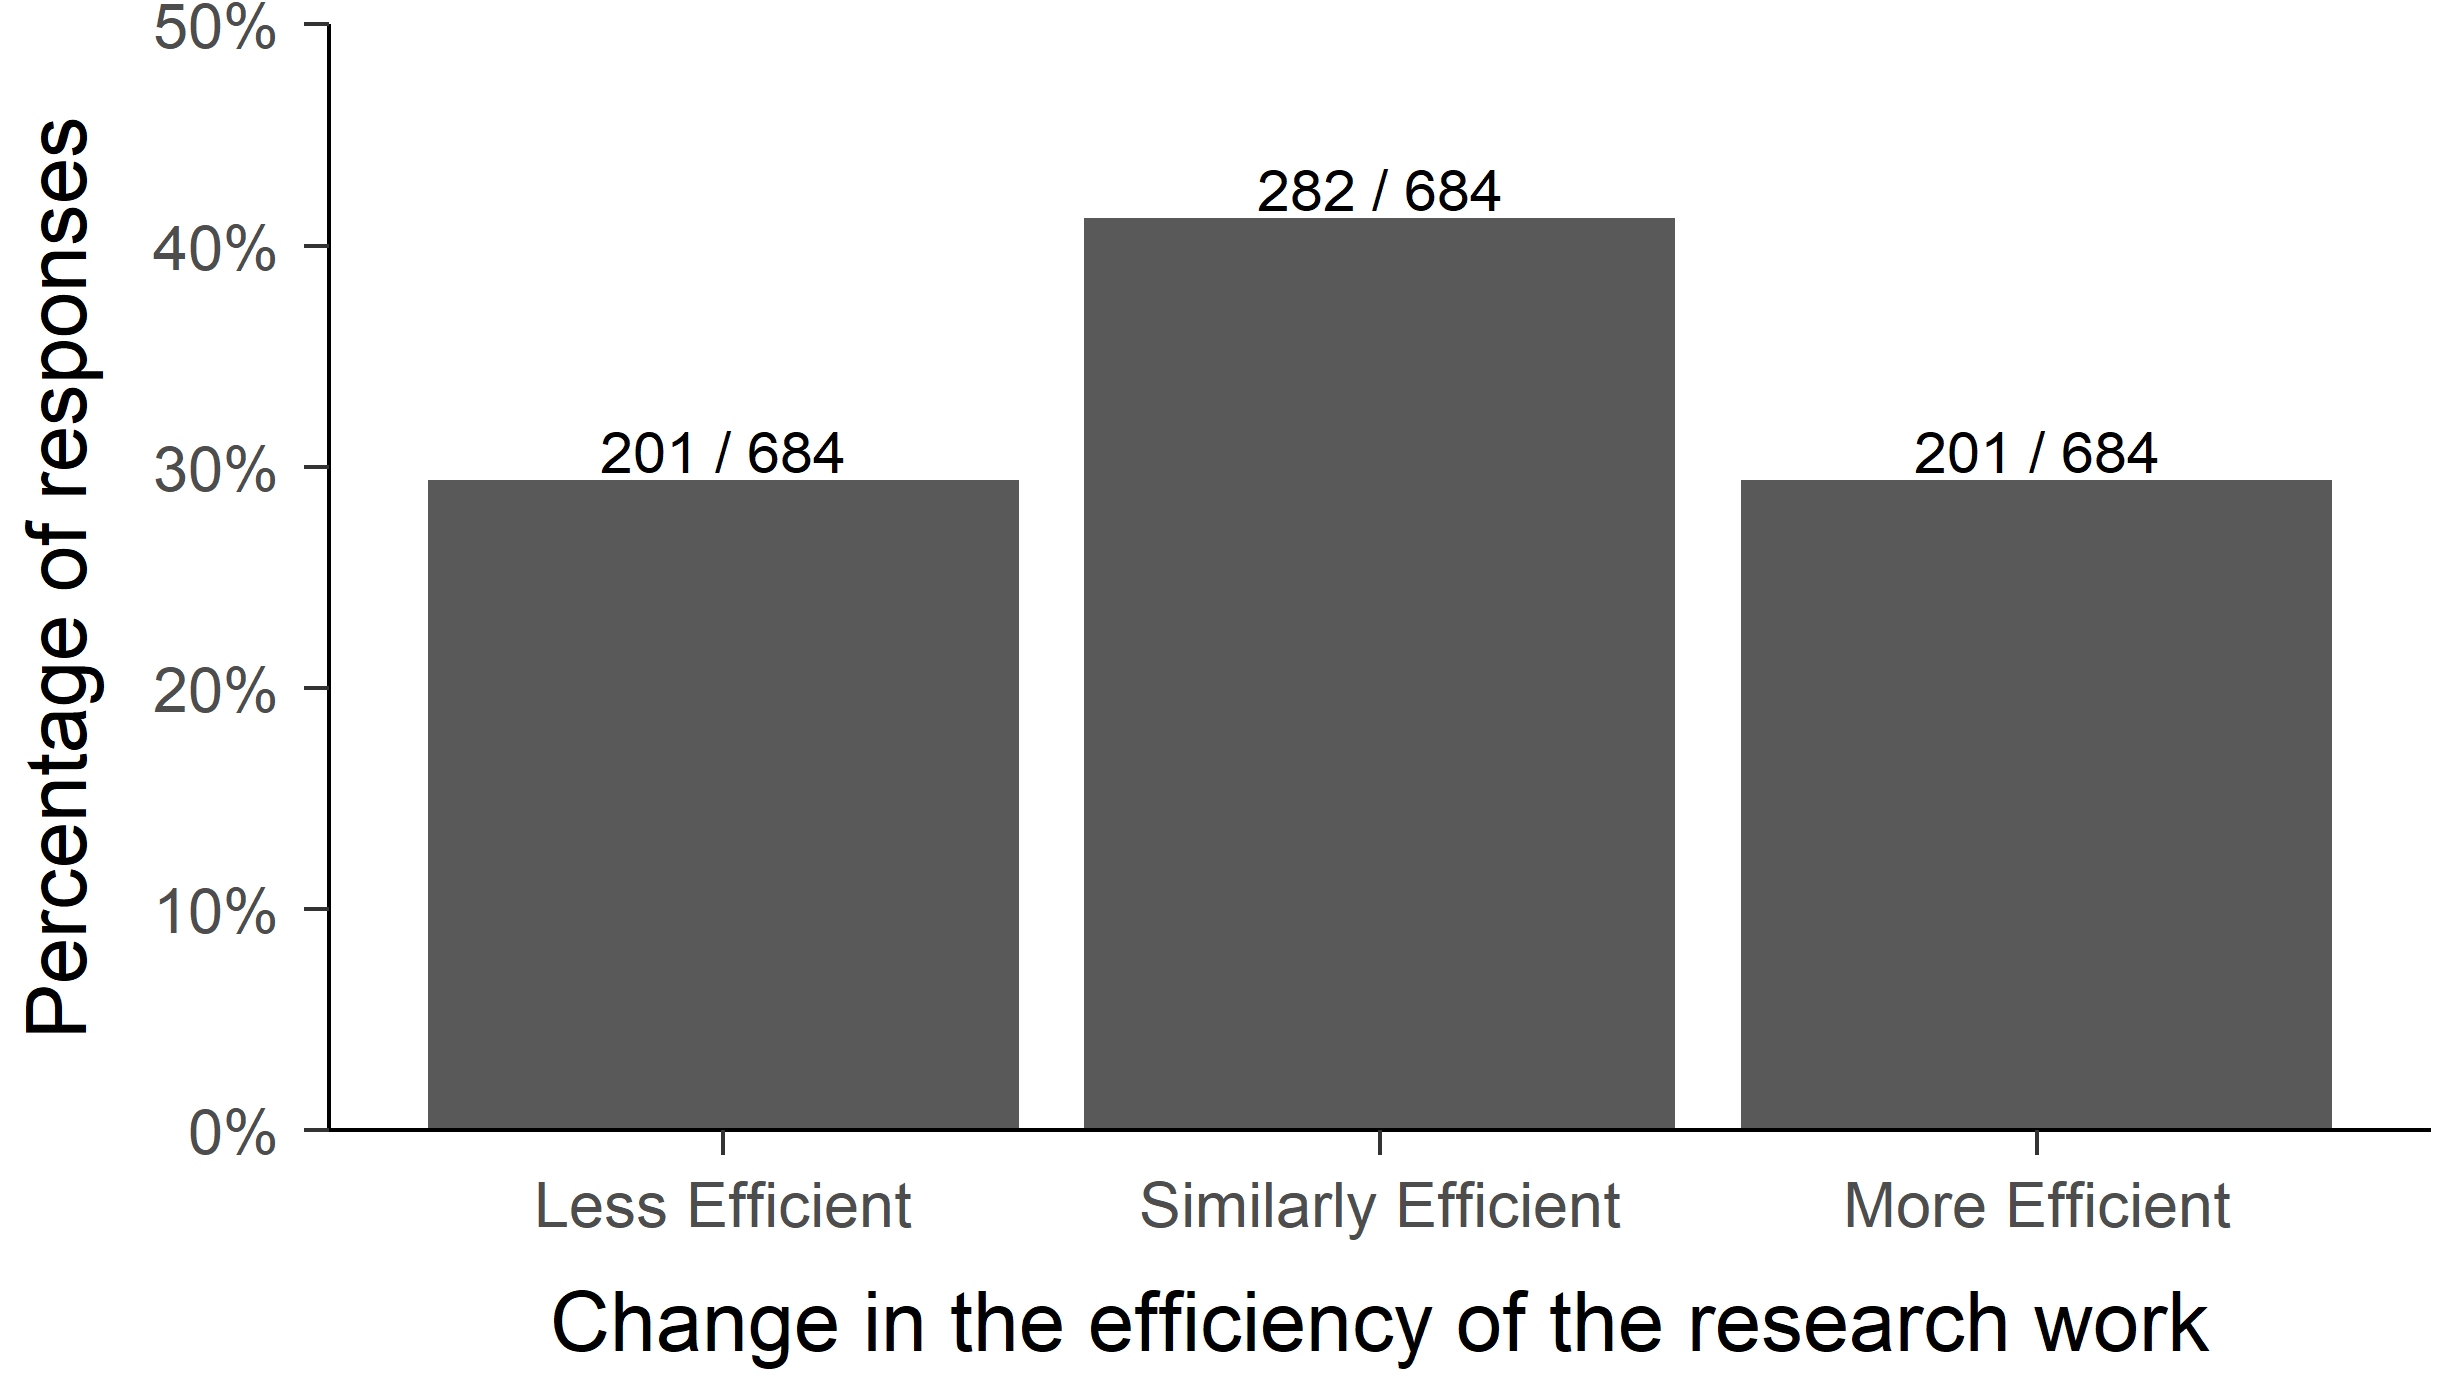 Percentage of responses
50%
40%
30%
20%
10%
0%
201 / 684
282 / 684
201 / 684
Less Efficient
Similarly Efficient
More Efficient
Change in the efficiency of the research work